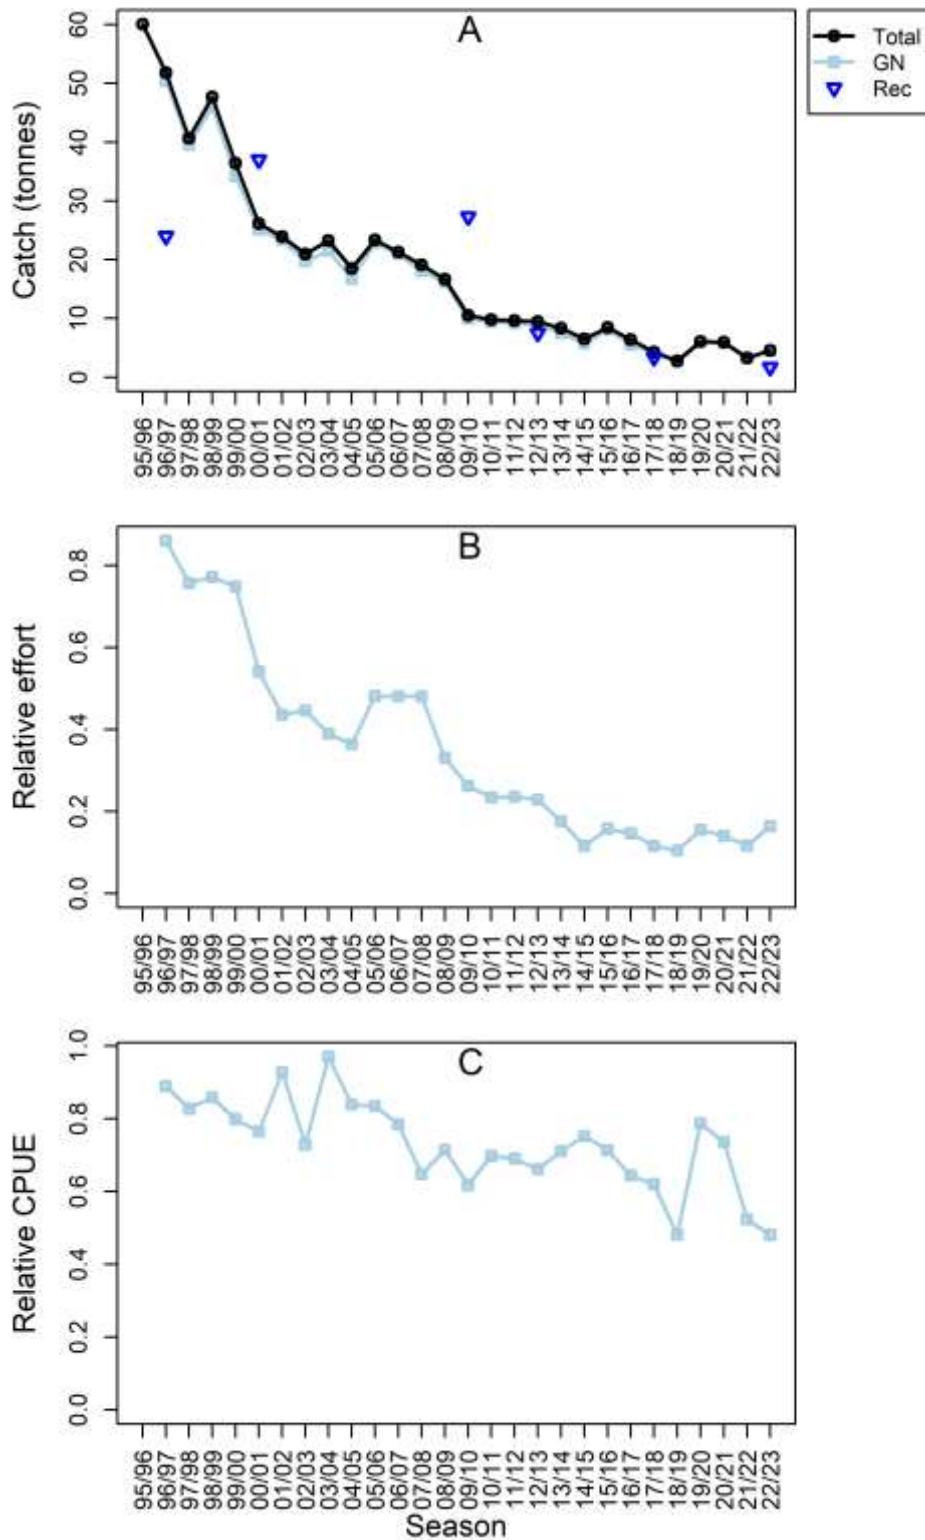 A
Total
GN
Rec
Catch (tonnes)
60
50
40
30
20
10
0
95/96 96/97 97/98 98/99 99/00 00/01 01/02 02/03 03/04 04/05 05/06 06/07 07/08 08/09 09/10 10/11 11/12 12/13 13/14 14/15 15/16 16/17 17/18 18/19 19/20 20/21 21/22 22/23
B
Relative effort
0.8
0.6
0.4
0.2
0.0
95/96 96/97 97/98 98/99 99/00 00/01 01/02 02/03 03/04 04/05 05/06 06/07 07/08 08/09 09/10 10/11 11/12 12/13 13/14 14/15 15/16 16/17 17/18 18/19 19/20 20/21 21/22 22/23
C
Relative CPUE
1.0
0.8
0.6
0.4
0.2
0.0
95/96 96/97 97/98 98/99 99/00 00/01 01/02 02/03 03/04 04/05 05/06 06/07 07/08 08/09 09/10 10/11 11/12 12/13 13/14 14/15 15/16 16/17 17/18 18/19 19/20 20/21 21/22 22/23
Season